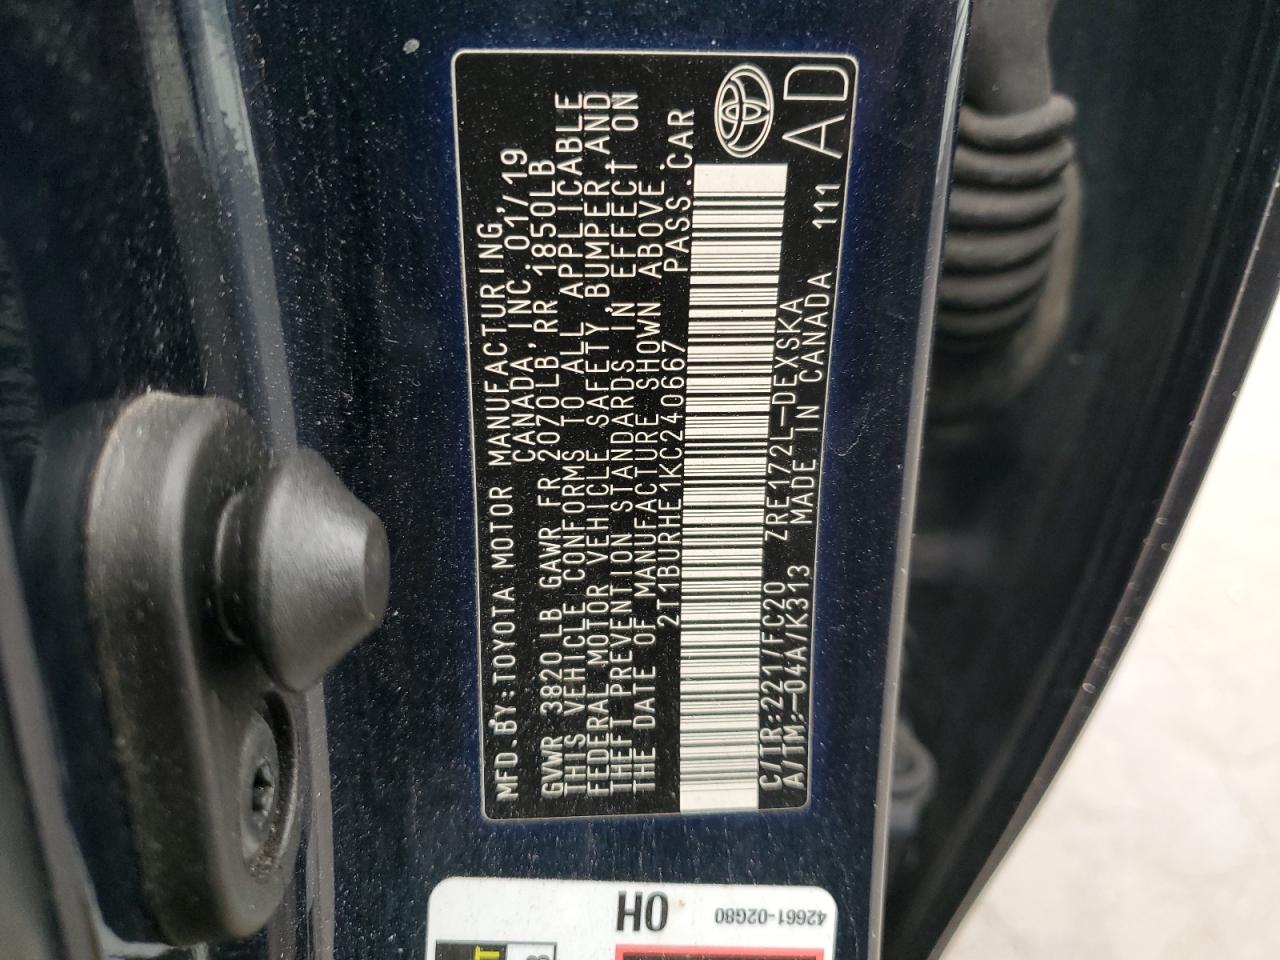 MFD.BY:TOYOTA MOTOR MANUFACTURING,
CANADA, INC. 01/19
GVWR 3820 LB GAWR FR 2070LB, RR 1850LB
THIS VEHICLE CONFORMS TO ALL APPLICABLE
FEDERAL MOTOR VEHICLE SAFETY, BUMPER, AND
THEFT PREVENTION STANDARDS IN EFFECT ON
THE DATE OF MANUFACTURE SHOWN ABOVE.
2T1BURHE1KC240667 PASS.CAR
C/TR:221/FC20 ZRE172L-DEXSKA
A/TM:-04A/K313 MADE IN CANADA 111
AD
42661-02G80
0H